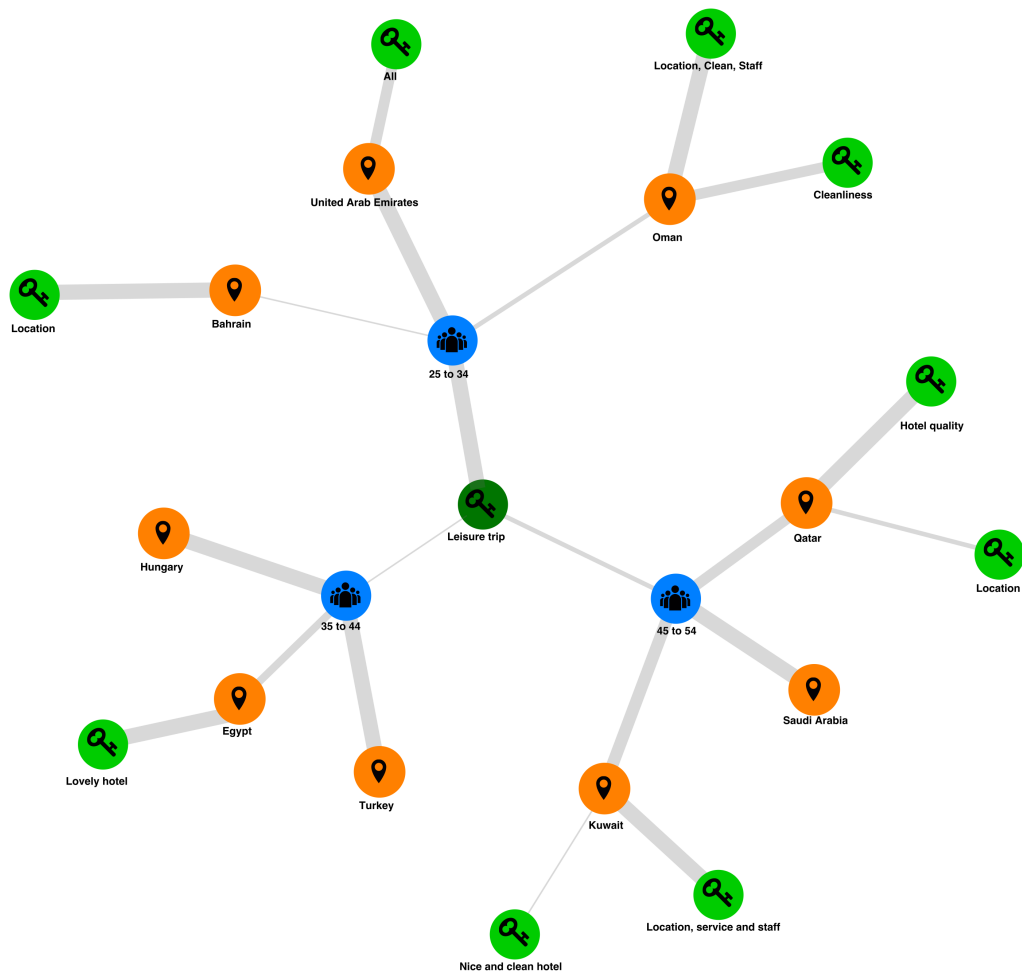 All
Location, Clean, Staff
Cleanliness
United Arab Emirates
Oman
Location
Bahrain
25 to 34
Hotel quality
Leisure trip
Qatar
Hungary
Location
35 to 44
45 to 54
Saudi Arabia
Egypt
Lovely hotel
Turkey
Kuwait
Location, service and staff
Nice and clean hotel